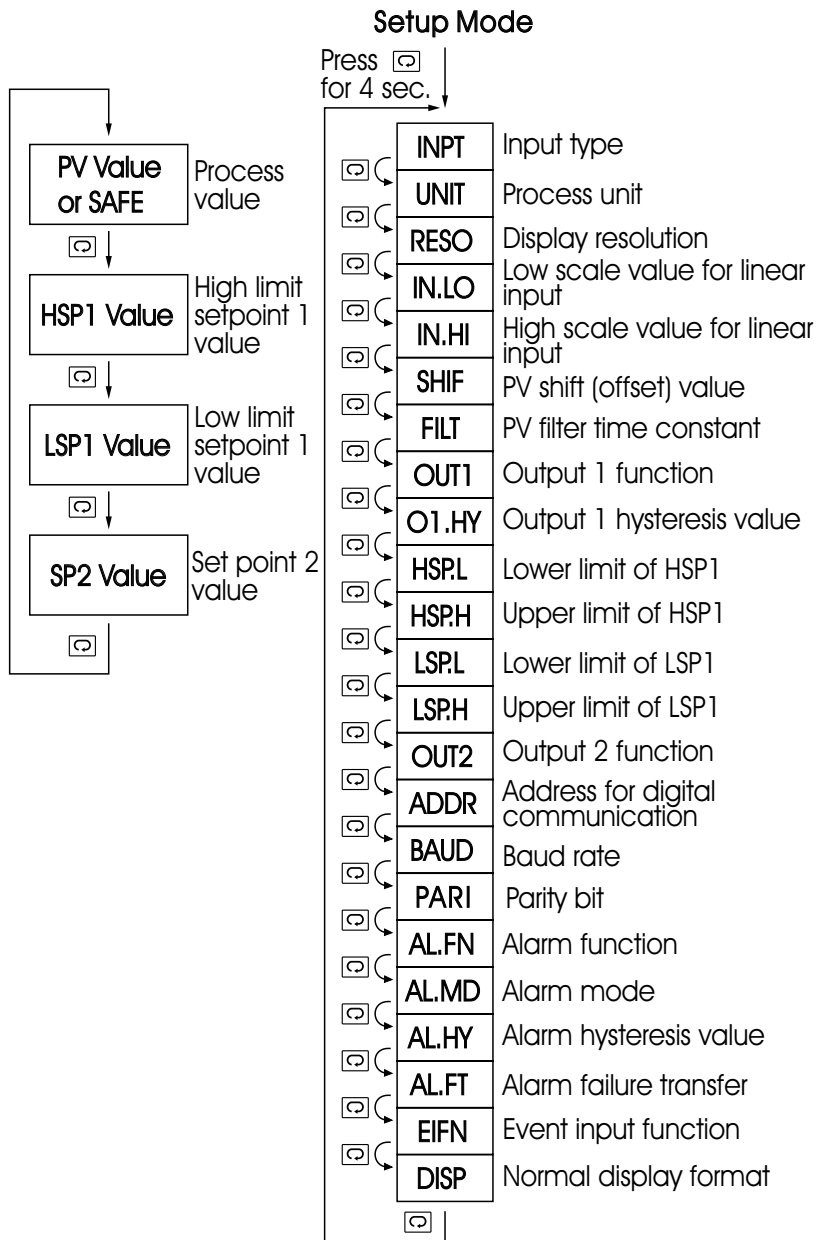 Setup Mode
Press
for 4 sec.
PV Value
or SAFE
Process
value
HSP1 Value
High limit
setpoint 1
value
LSP1 Value
Low limit
setpoint 1
value
SP2 Value
Set point 2
value
INPT Input type
UNIT Process unit
RESO Display resolution
IN.LO Low scale value for linear
input
IN.HI High scale value for linear
input
SHIF PV shift (offset) value
FILT PV filter time constant
OUT1 Output 1 function
O1.HY Output 1 hysteresis value
HSP.L Lower limit of HSP1
HSP.H Upper limit of HSP1
LSP.L Lower limit of LSP1
LSP.H Upper limit of LSP1
OUT2 Output 2 function
ADDR Address for digital
communication
BAUD Baud rate
PARI Parity bit
AL.FN Alarm function
AL.MD Alarm mode
AL.HY Alarm hysteresis value
AL.FT Alarm failure transfer
EIFN Event input function
DISP Normal display format